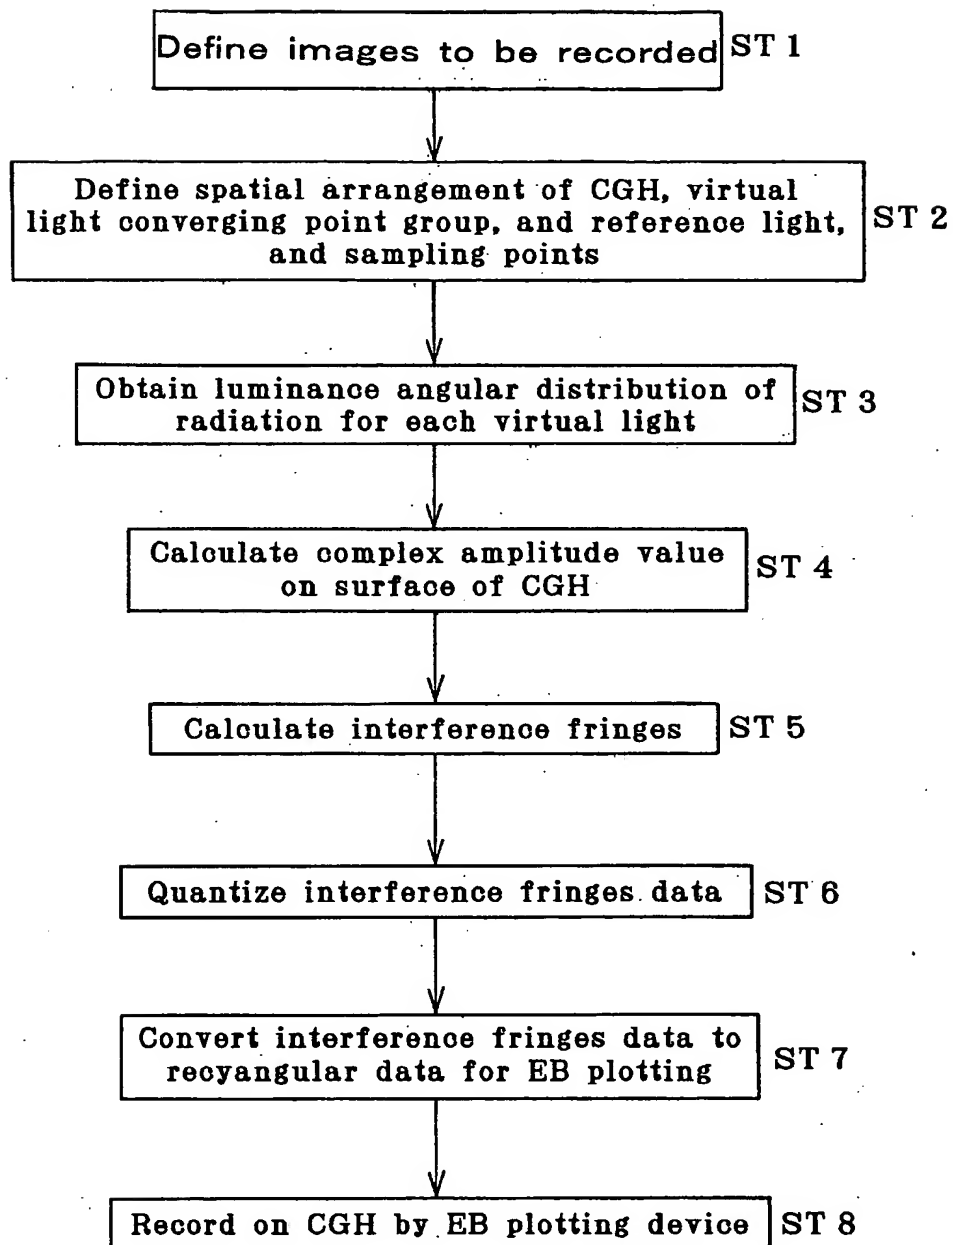 Define images to be recorded ST 1
Define spatial arrangement of CGH, virtual
light converging point group, and reference light,
and sampling points
ST 2
Obtain luminance angular distribution of
radiation for each virtual light
ST 3
Calculate complex amplitude value
on surface of CGH
ST 4
Calculate interference fringes ST 5
Quantize interference fringes data ST 6
Convert interference fringes data to
recyangular data for EB plotting
ST 7
Record on CGH by EB plotting device ST 8